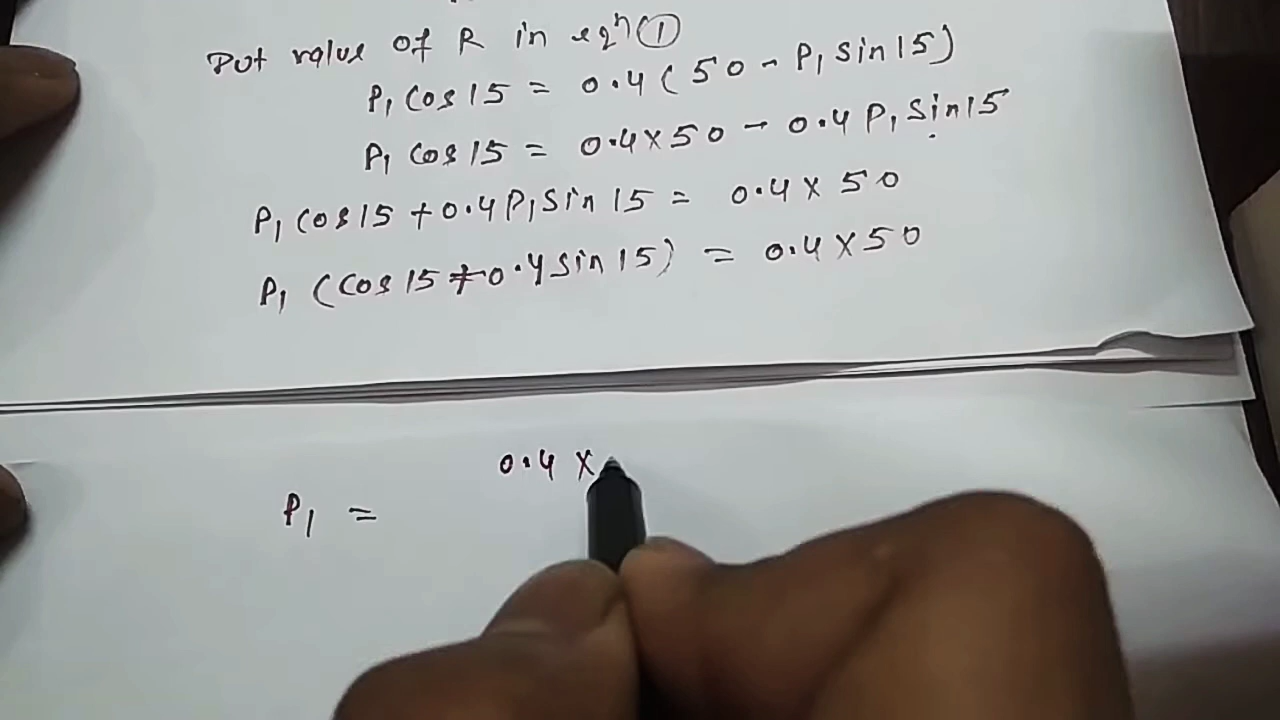 Put value of R in eqn ①
P₁ cos 15 = 0.4 ( 50 - P₁ sin 15)
P₁ cos 15 = 0.4 × 50 - 0.4 P₁ sin 15
P₁ cos 15 + 0.4 P₁ sin 15 = 0.4 × 50
P₁ (cos 15 + 0.4 sin 15) = 0.4 × 50
0.4 ×
P₁ =